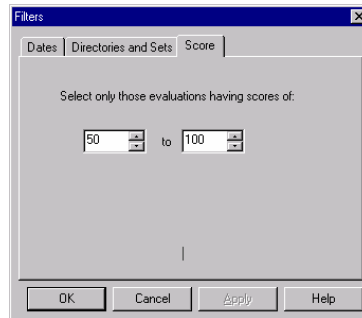 Filters
Dates
Directories and Sets
Score
Select only those evaluations having scores of:
50 to 100
OK
Cancel
Apply
Help